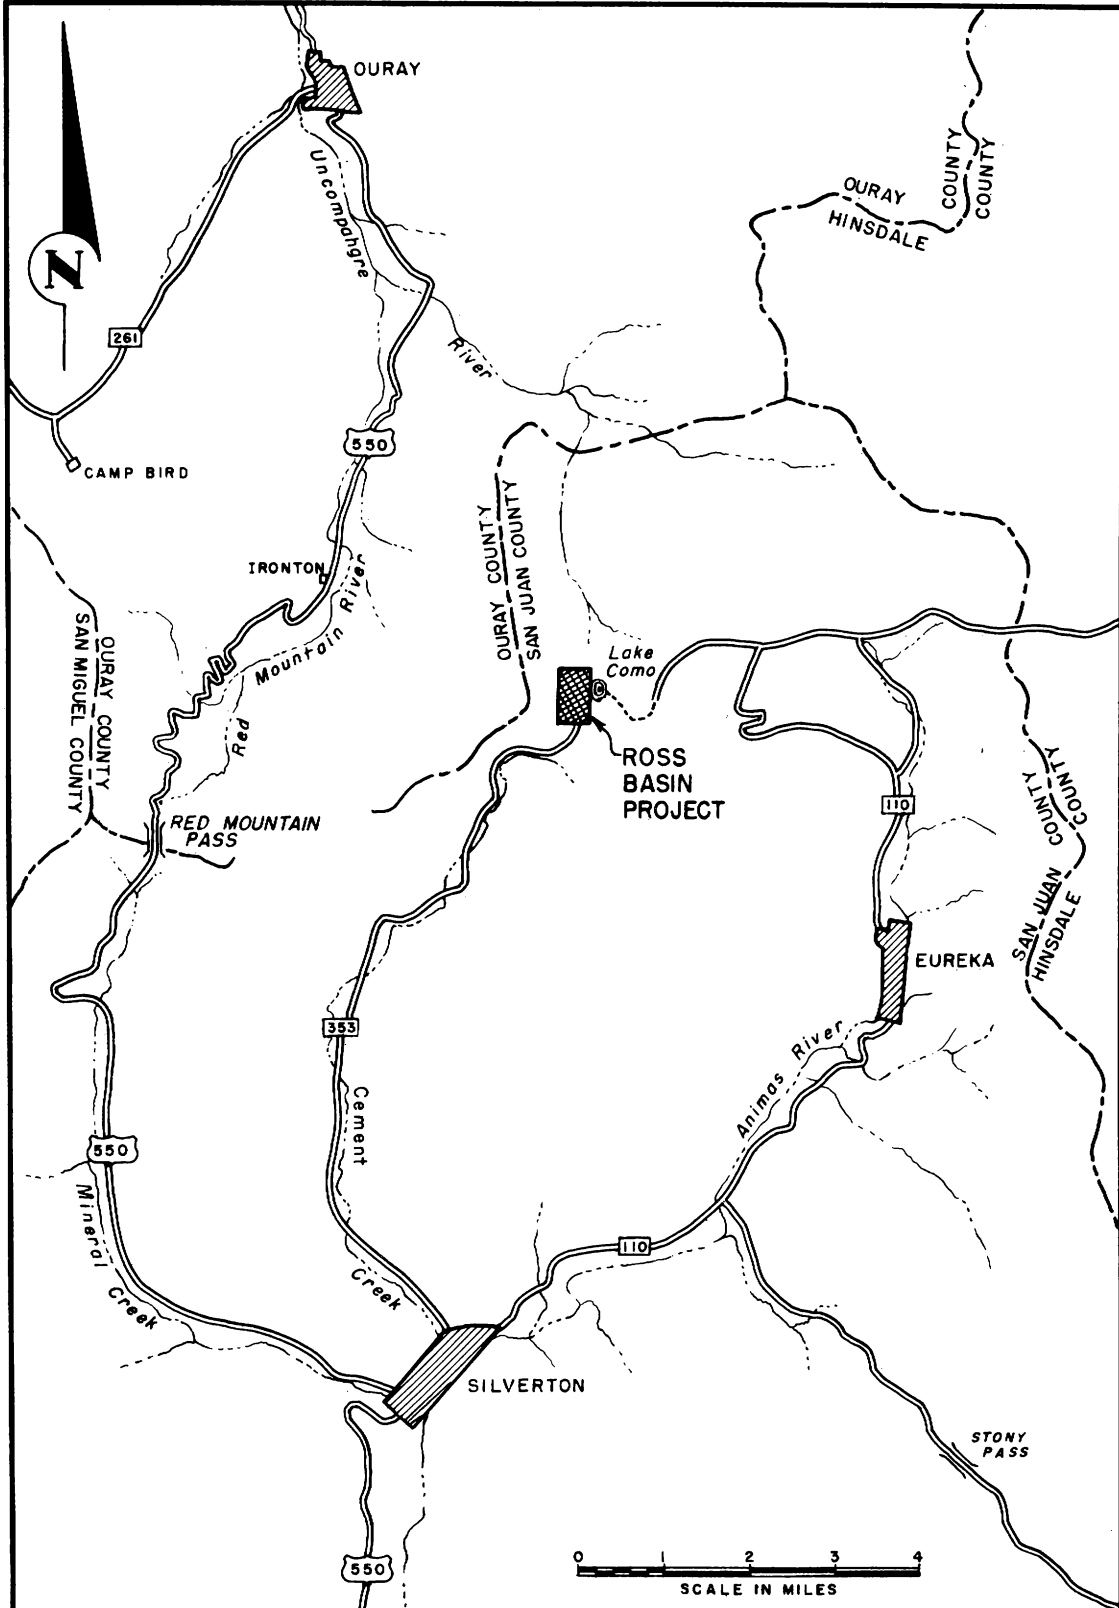 OURAY
Uncompahgre
River
OURAY COUNTY
HINSDALE COUNTY
N
261
550
CAMP BIRD
IRONTON
Red Mountain River
OURAY COUNTY
SAN JUAN COUNTY
OURAY COUNTY
SAN MIGUEL COUNTY
Lake
Como
ROSS
BASIN
PROJECT
RED MOUNTAIN
PASS
110
SAN JUAN COUNTY
HINSDALE COUNTY
EUREKA
353
Cement
Creek
Animas River
550
Mineral Creek
110
SILVERTON
STONY
PASS
550
0 1 2 3 4
SCALE IN MILES